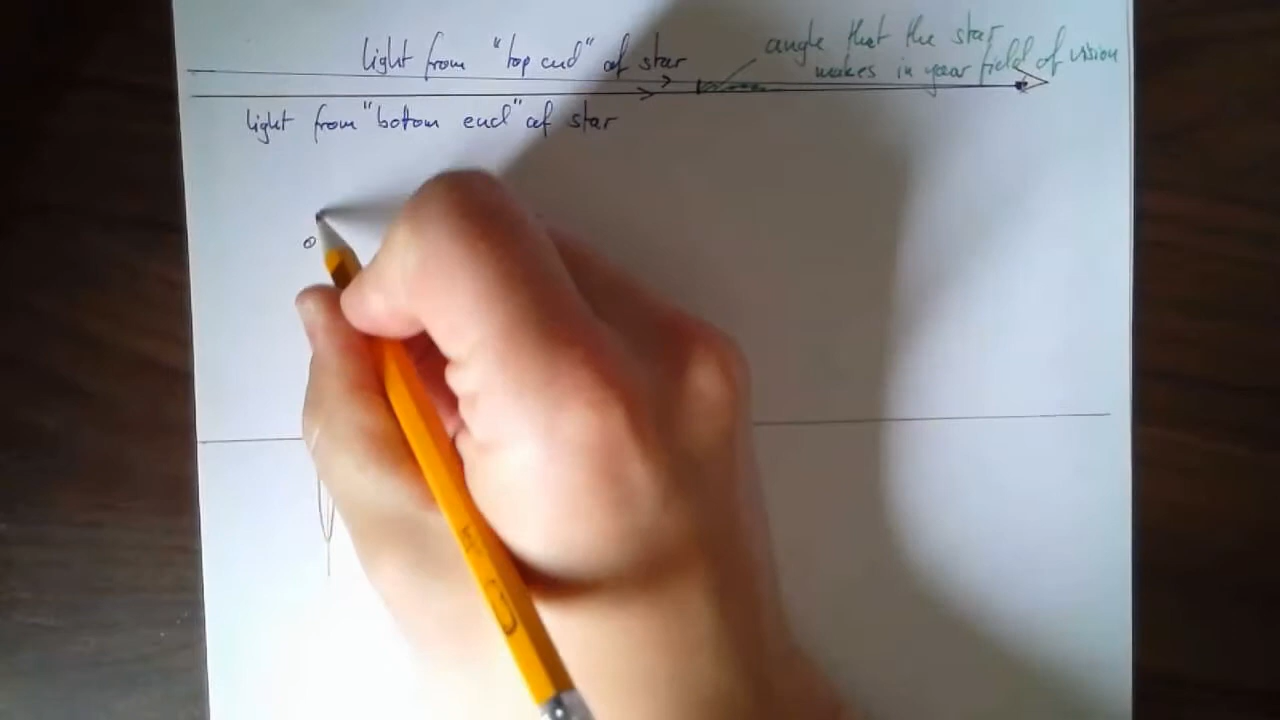 light from "top end" of star
angle that the star
makes in your field of vision
light from "bottom end" of star